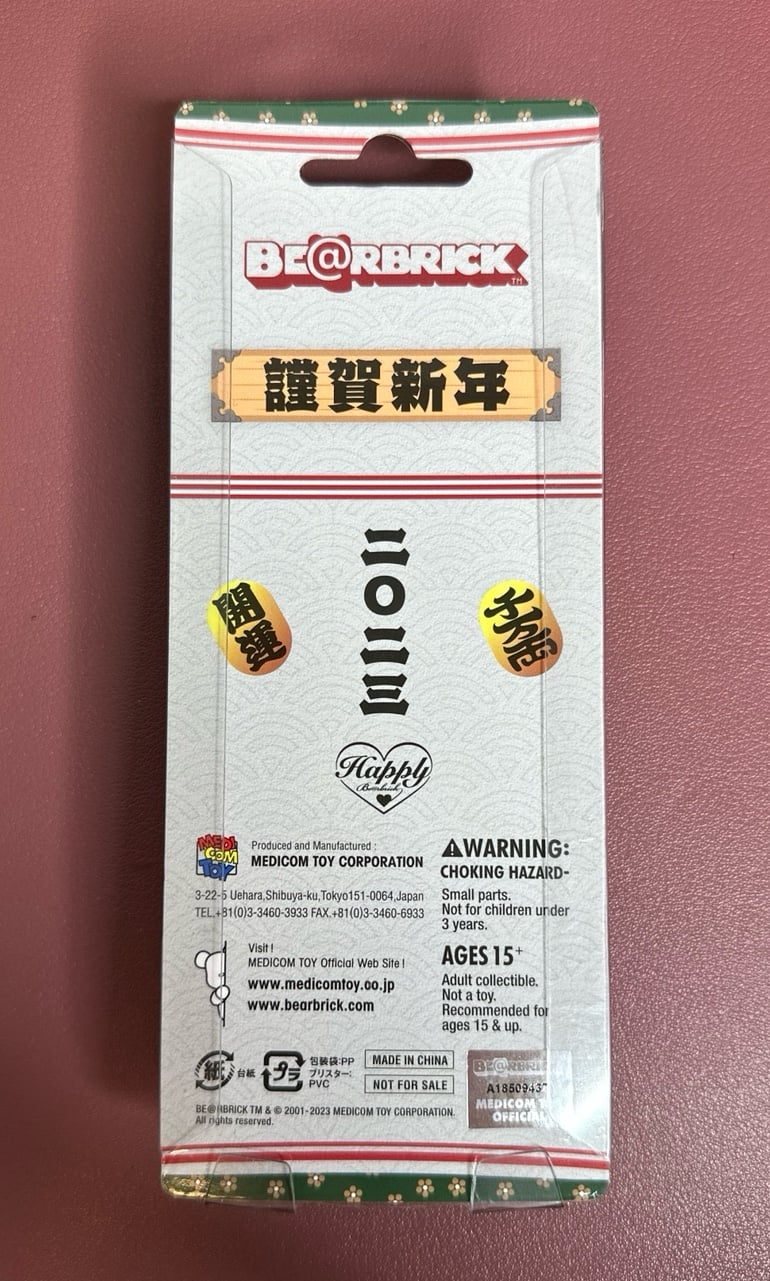 BE@RBRICK TM
謹賀新年
二〇二三
開運
千万両
Happy
Be@rbrick
MEDI
COM
TOY
Produced and Manufactured :
MEDICOM TOY CORPORATION
3-22-5 Uehara,Shibuya-ku,Tokyo151-0064,Japan
TEL.+81(0)3-3460-3933 FAX.+81(0)3-3460-6933
Visit !
MEDICOM TOY Official Web Site !
www.medicomtoy.co.jp
www.bearbrick.com
⚠WARNING:
CHOKING HAZARD-
Small parts.
Not for children under
3 years.
AGES 15+
Adult collectible.
Not a toy.
Recommended for
ages 15 & up.
紙 台紙
プラ
包装袋:PP
ブリスター:
PVC
MADE IN CHINA
NOT FOR SALE
BE@RBRICK TM & © 2001-2023 MEDICOM TOY CORPORATION.
All rights reserved.
BE@RBRICK
MEDICOM
OFFICIAL